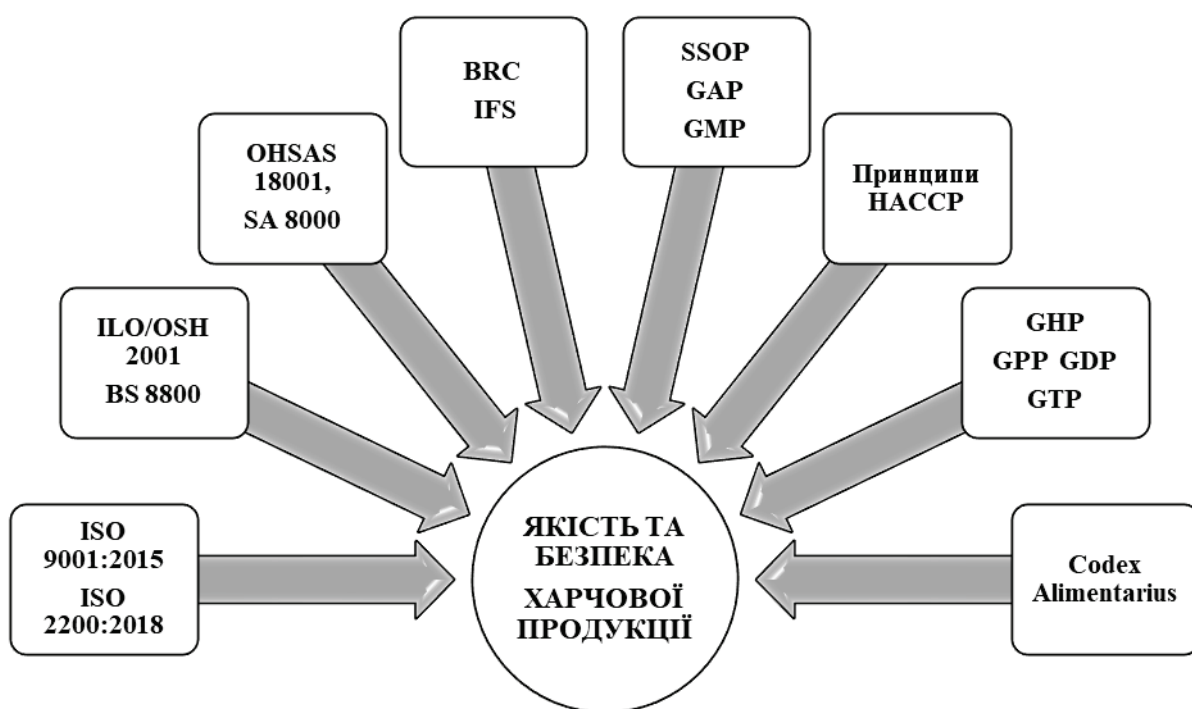 BRC
IFS
SSOP
GAP
GMP
OHSAS
18001,
SA 8000
Принципи
НАССР
ILO/OSH
2001
BS 8800
GHP
GPP GDP
GTP
ISO
9001:2015
ISO
2200:2018
ЯКІСТЬ ТА
БЕЗПЕКА
ХАРЧОВОЇ
ПРОДУКЦІЇ
Codex
Alimentarius